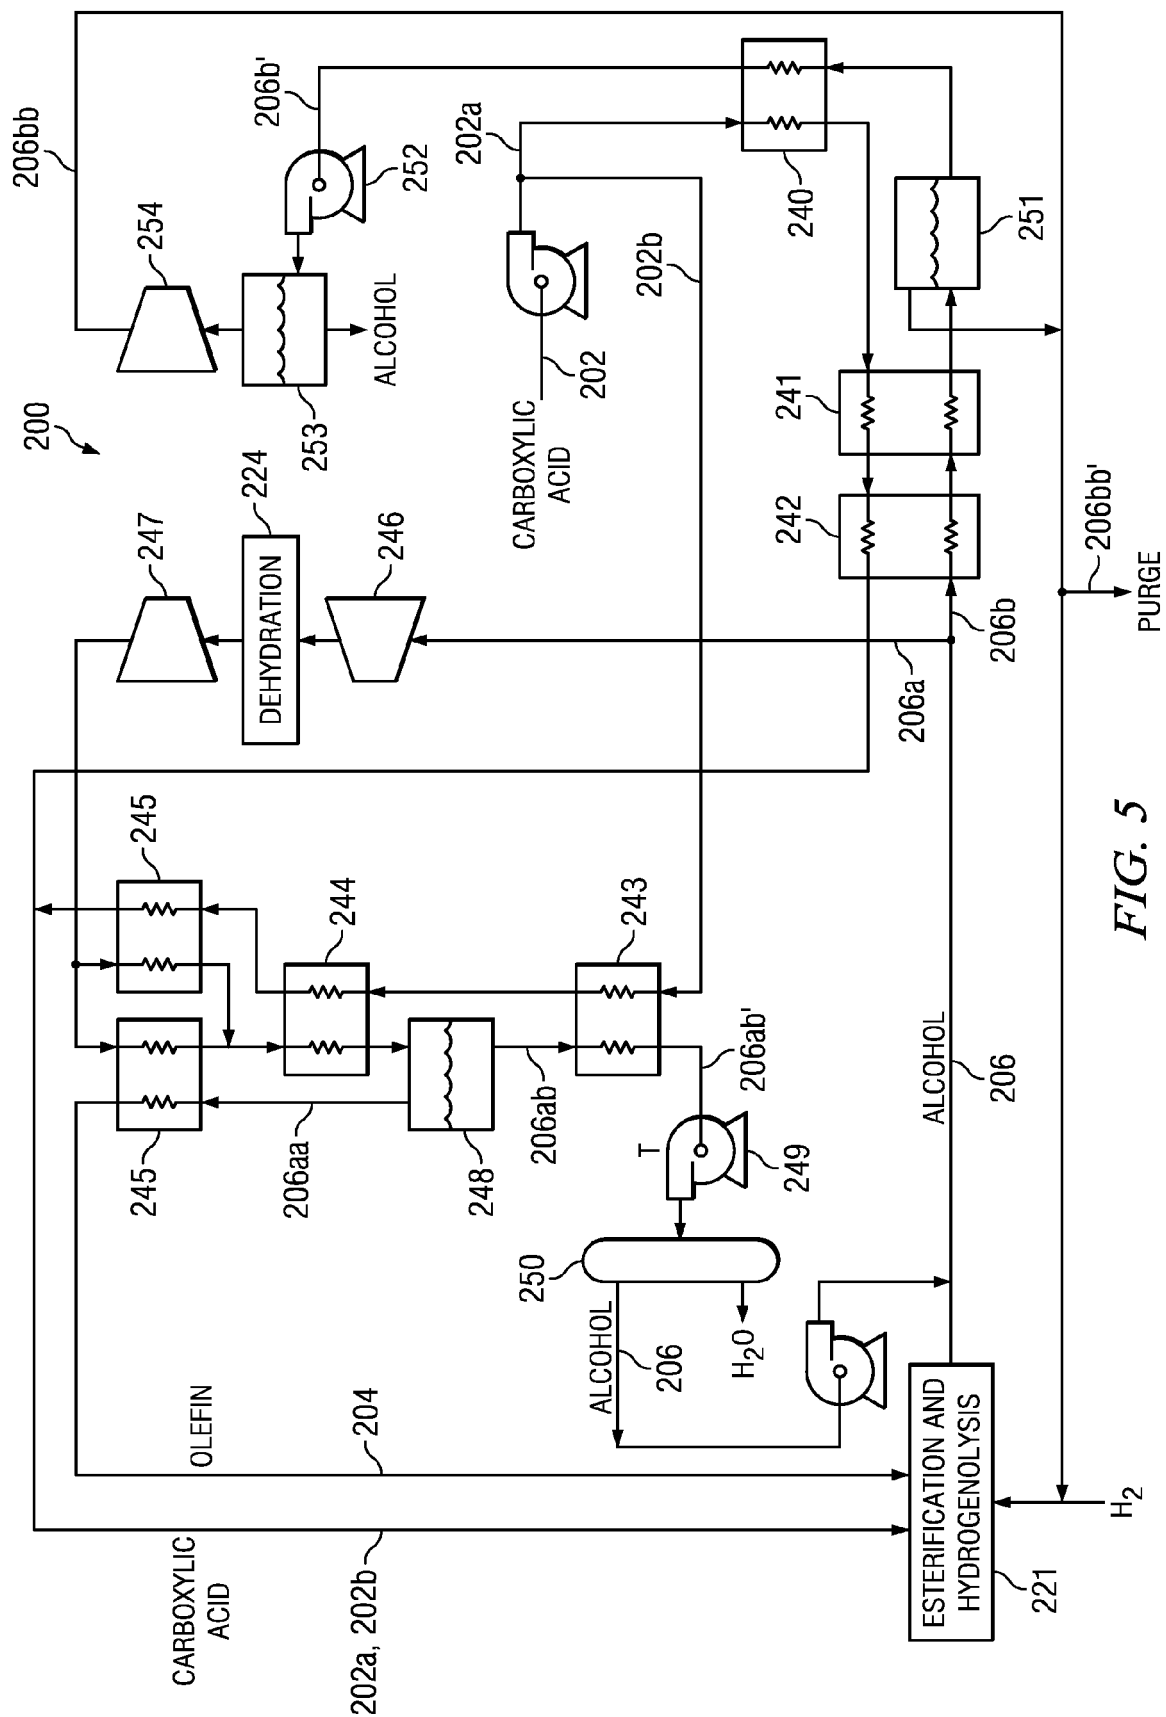 200
206bb
254
206b'
252
253
ALCOHOL
202a
240
202b
202
CARBOXYLIC
ACID
251
241
242
247
224
DEHYDRATION
246
206a
206b
206bb'
PURGE
245
244
243
245
206aa
248
206ab
206ab'
T
249
250
ALCOHOL
206
H2O
ALCOHOL
206
OLEFIN
204
CARBOXYLIC
ACID
202a, 202b
ESTERIFICATION AND
HYDROGENOLYSIS
221
H2
FIG. 5